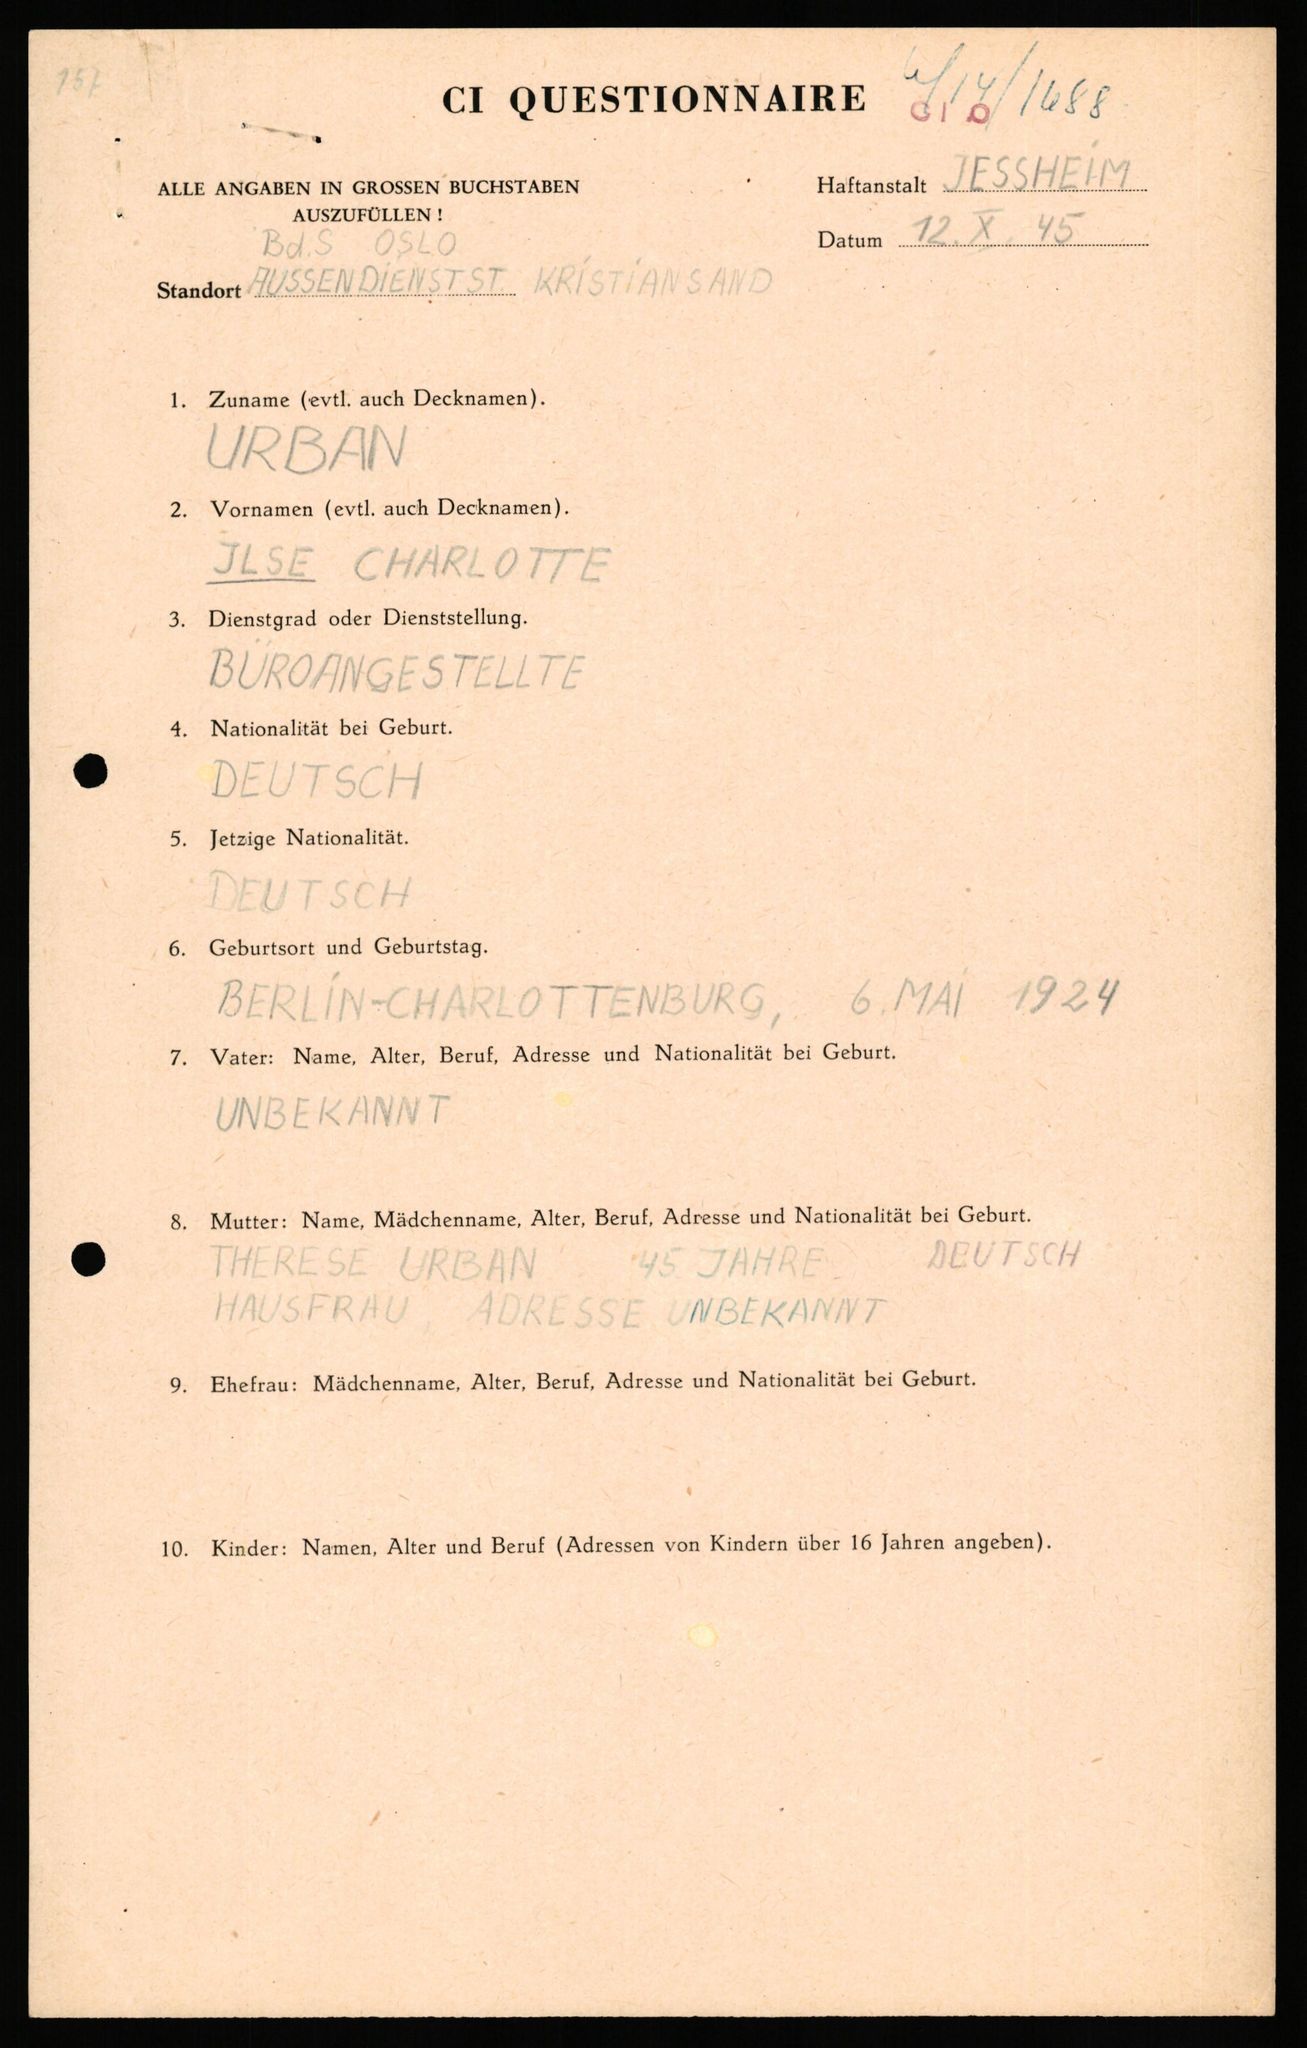 157
CI QUESTIONNAIRE
/14/1688
ALLE ANGABEN IN GROSSEN BUCHSTABEN
AUSZUFÜLLEN!
Haftanstalt JESSHEIM
Datum 12. X. 45
BdS OSLO
Standort AUSSENDIENSTST. KRISTIANSAND
1. Zuname (evtl. auch Decknamen).
URBAN
2. Vornamen (evtl. auch Decknamen).
ILSE CHARLOTTE
3. Dienstgrad oder Dienststellung.
BÜROANGESTELLTE
4. Nationalität bei Geburt.
DEUTSCH
5. Jetzige Nationalität.
DEUTSCH
6. Geburtsort und Geburtstag.
BERLIN-CHARLOTTENBURG, 6. MAI 1924
7. Vater: Name, Alter, Beruf, Adresse und Nationalität bei Geburt.
UNBEKANNT
8. Mutter: Name, Mädchenname, Alter, Beruf, Adresse und Nationalität bei Geburt.
THERESE URBAN 45 JAHRE DEUTSCH
HAUSFRAU, ADRESSE UNBEKANNT
9. Ehefrau: Mädchenname, Alter, Beruf, Adresse und Nationalität bei Geburt.
10. Kinder: Namen, Alter und Beruf (Adressen von Kindern über 16 Jahren angeben).